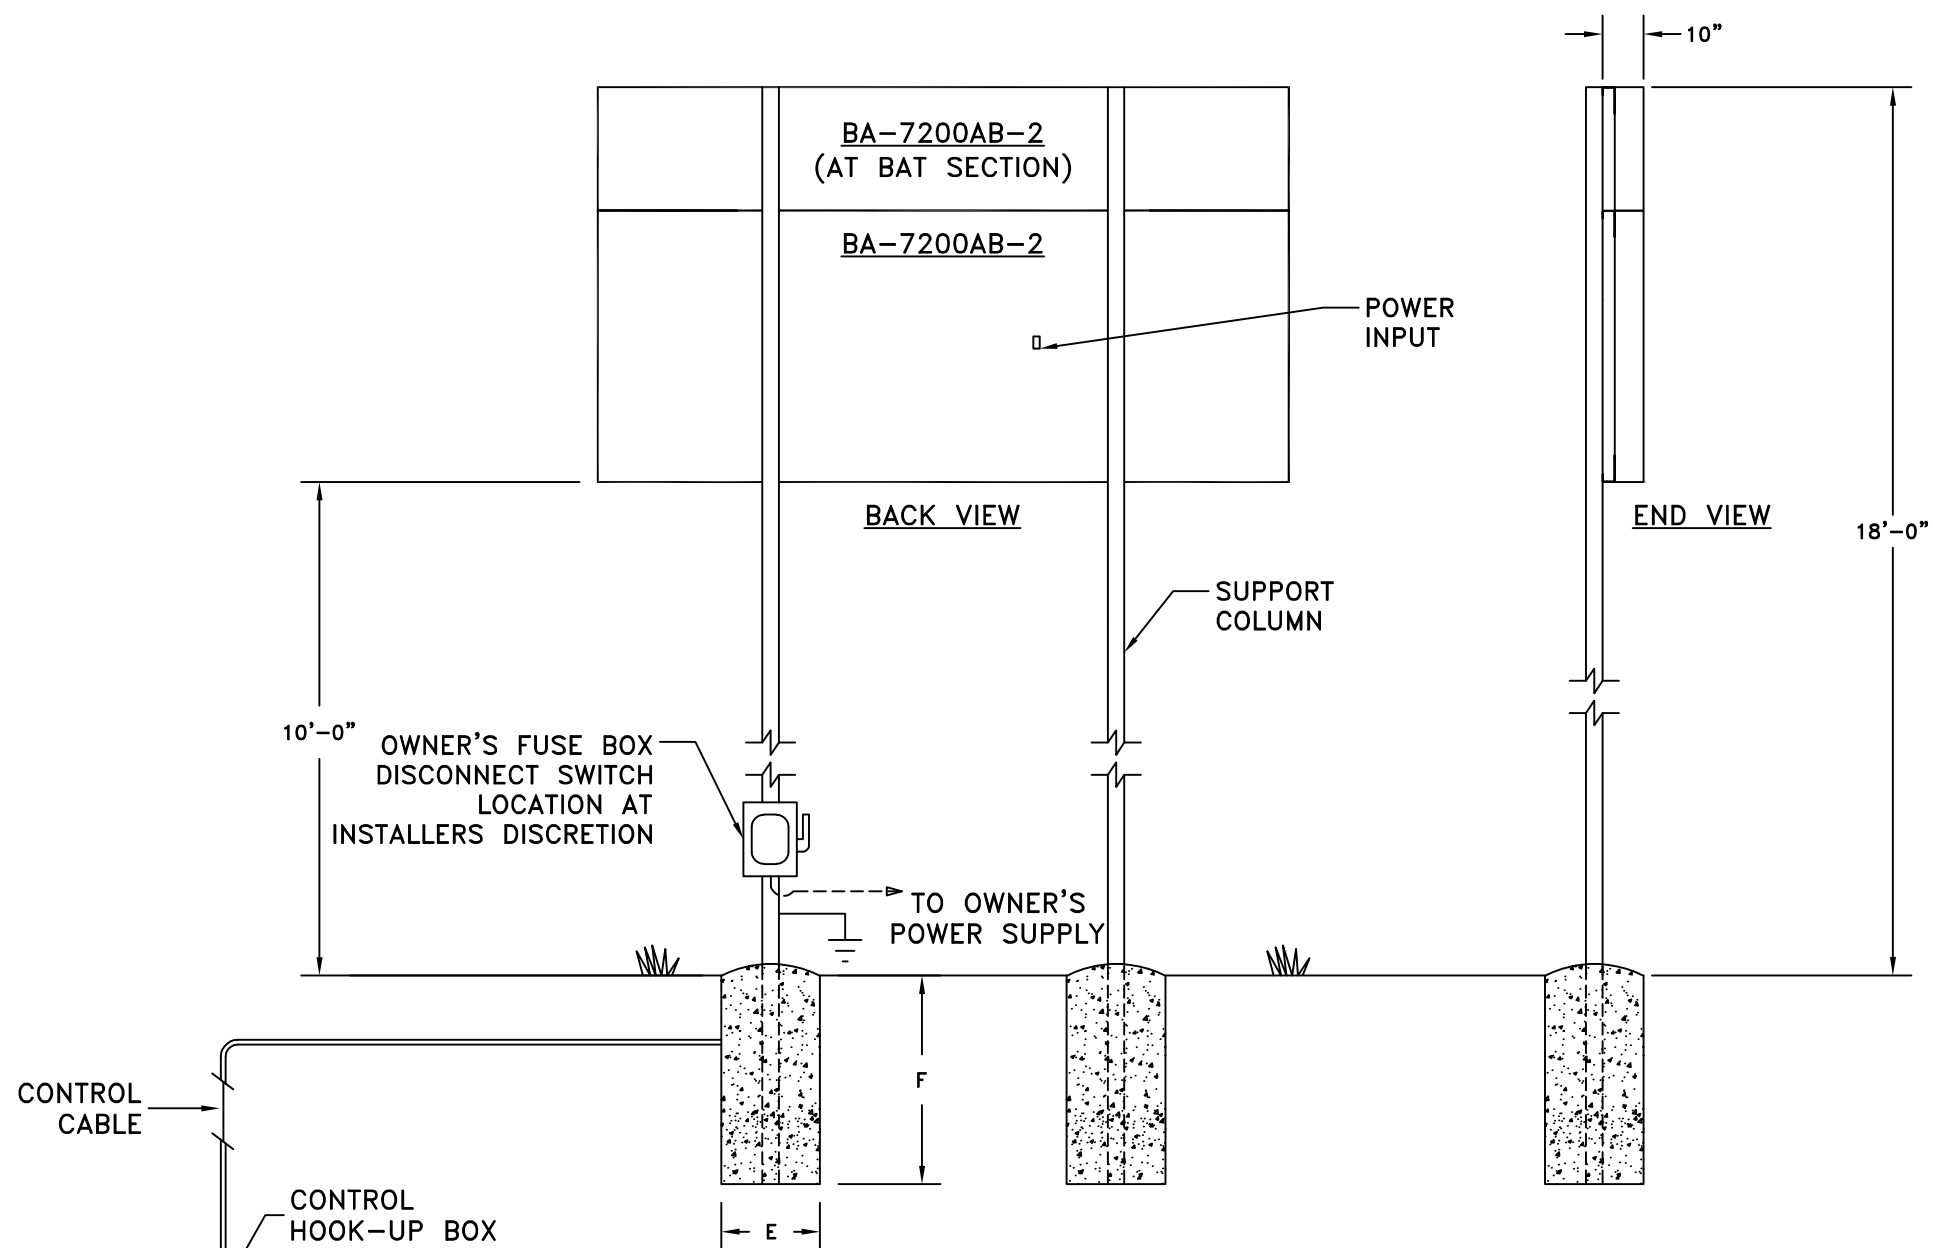 10”
BA-7200AB-2
(AT BAT SECTION)
BA-7200AB-2
POWER
INPUT
BACK VIEW
END VIEW
18'-0”
SUPPORT
COLUMN
10'-0”
OWNER'S FUSE BOX
DISCONNECT SWITCH
LOCATION AT
INSTALLERS DISCRETION
TO OWNER'S
POWER SUPPLY
F
CONTROL
CABLE
CONTROL
HOOK-UP BOX
E